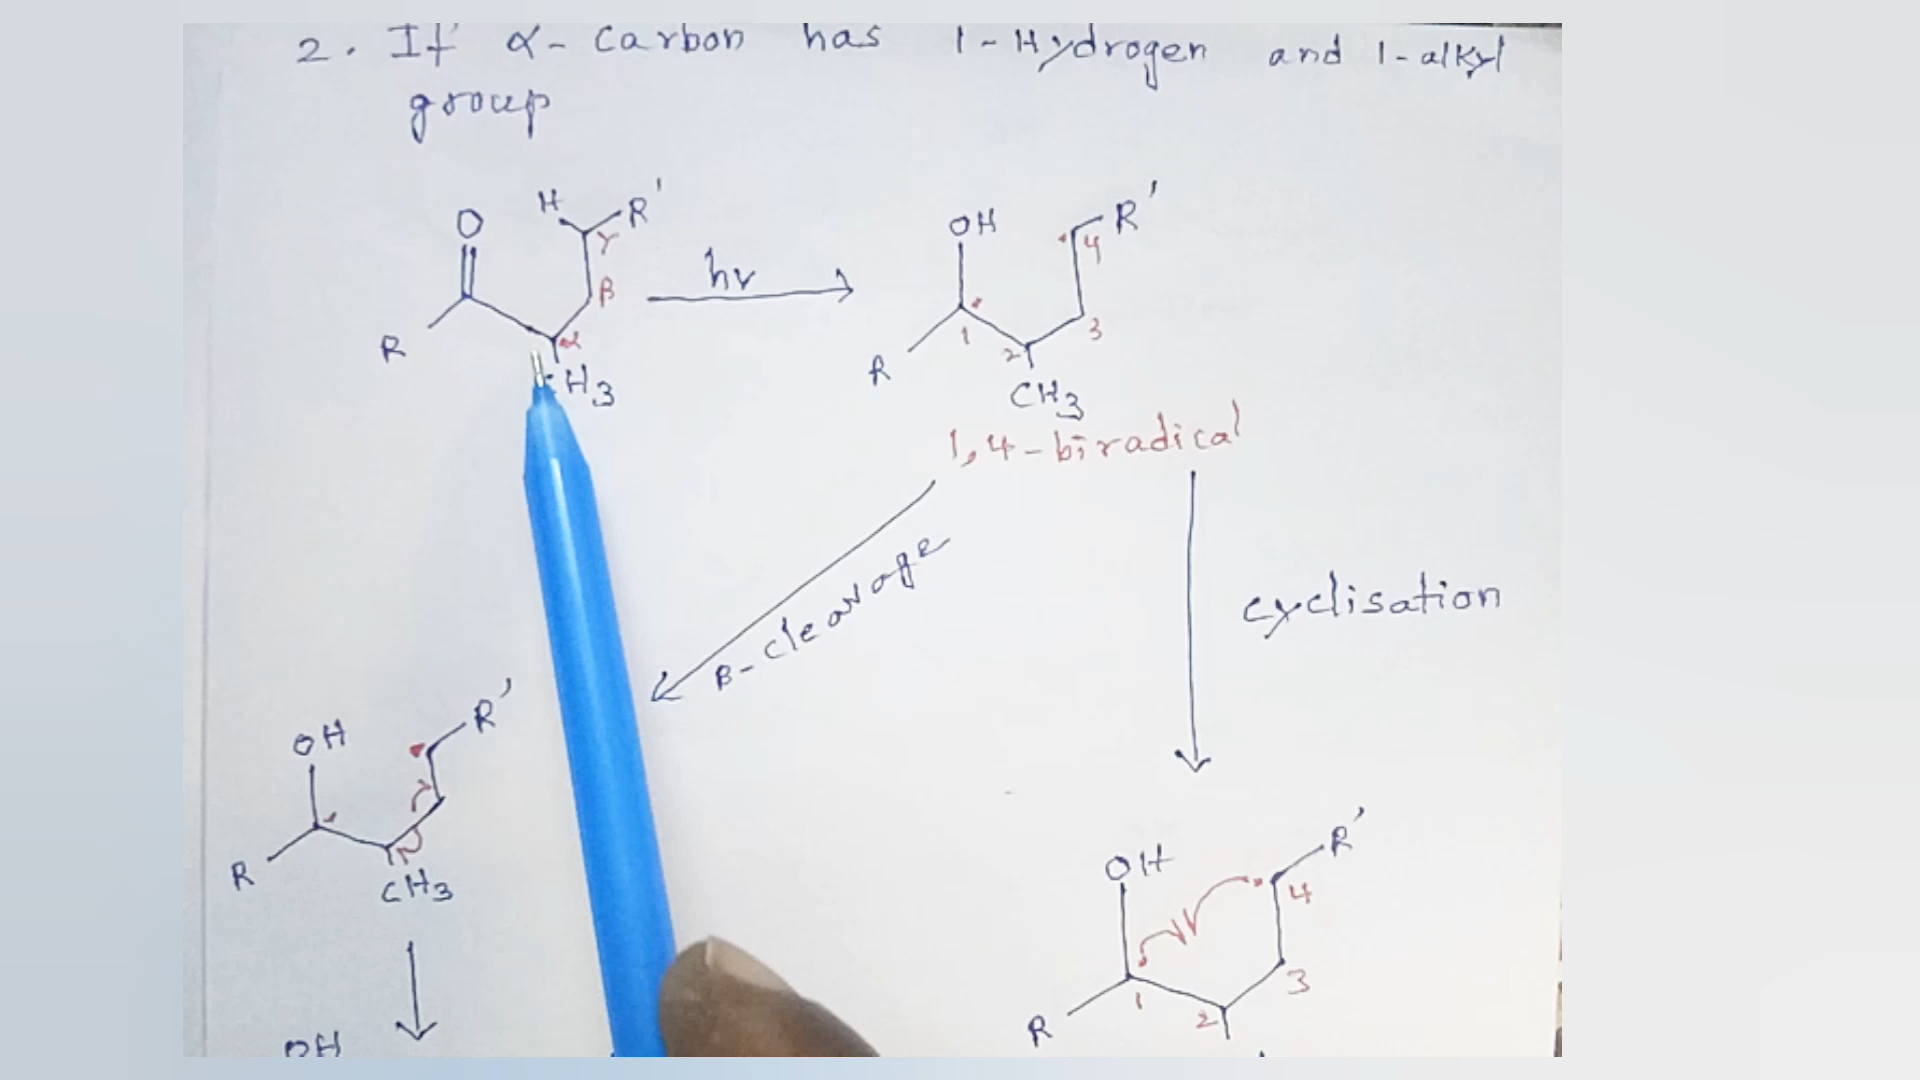 2. If α- carbon has 1-Hydrogen and 1-alkyl
group
O H R' γ β α R H3
hν
OH R' 4 3 2 1 R CH3
1,4-biradical
β-cleavage
cyclisation
OH R' R CH3
OH R' 4 3 2 1 R
OH